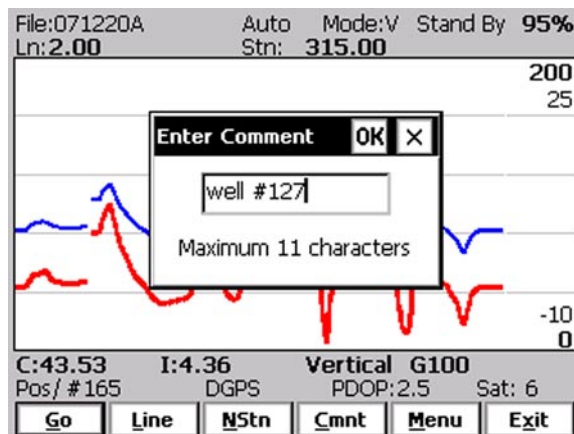 File:071220A Auto Mode:V Stand By 95%
Ln:2.00 Stn: 315.00
200
25
Enter Comment OK ×
well #127
Maximum 11 characters
-10
0
C:43.53 I:4.36 Vertical G100
Pos/ #165 DGPS PDOP:2.5 Sat: 6
Go Line NStn Cmnt Menu Exit